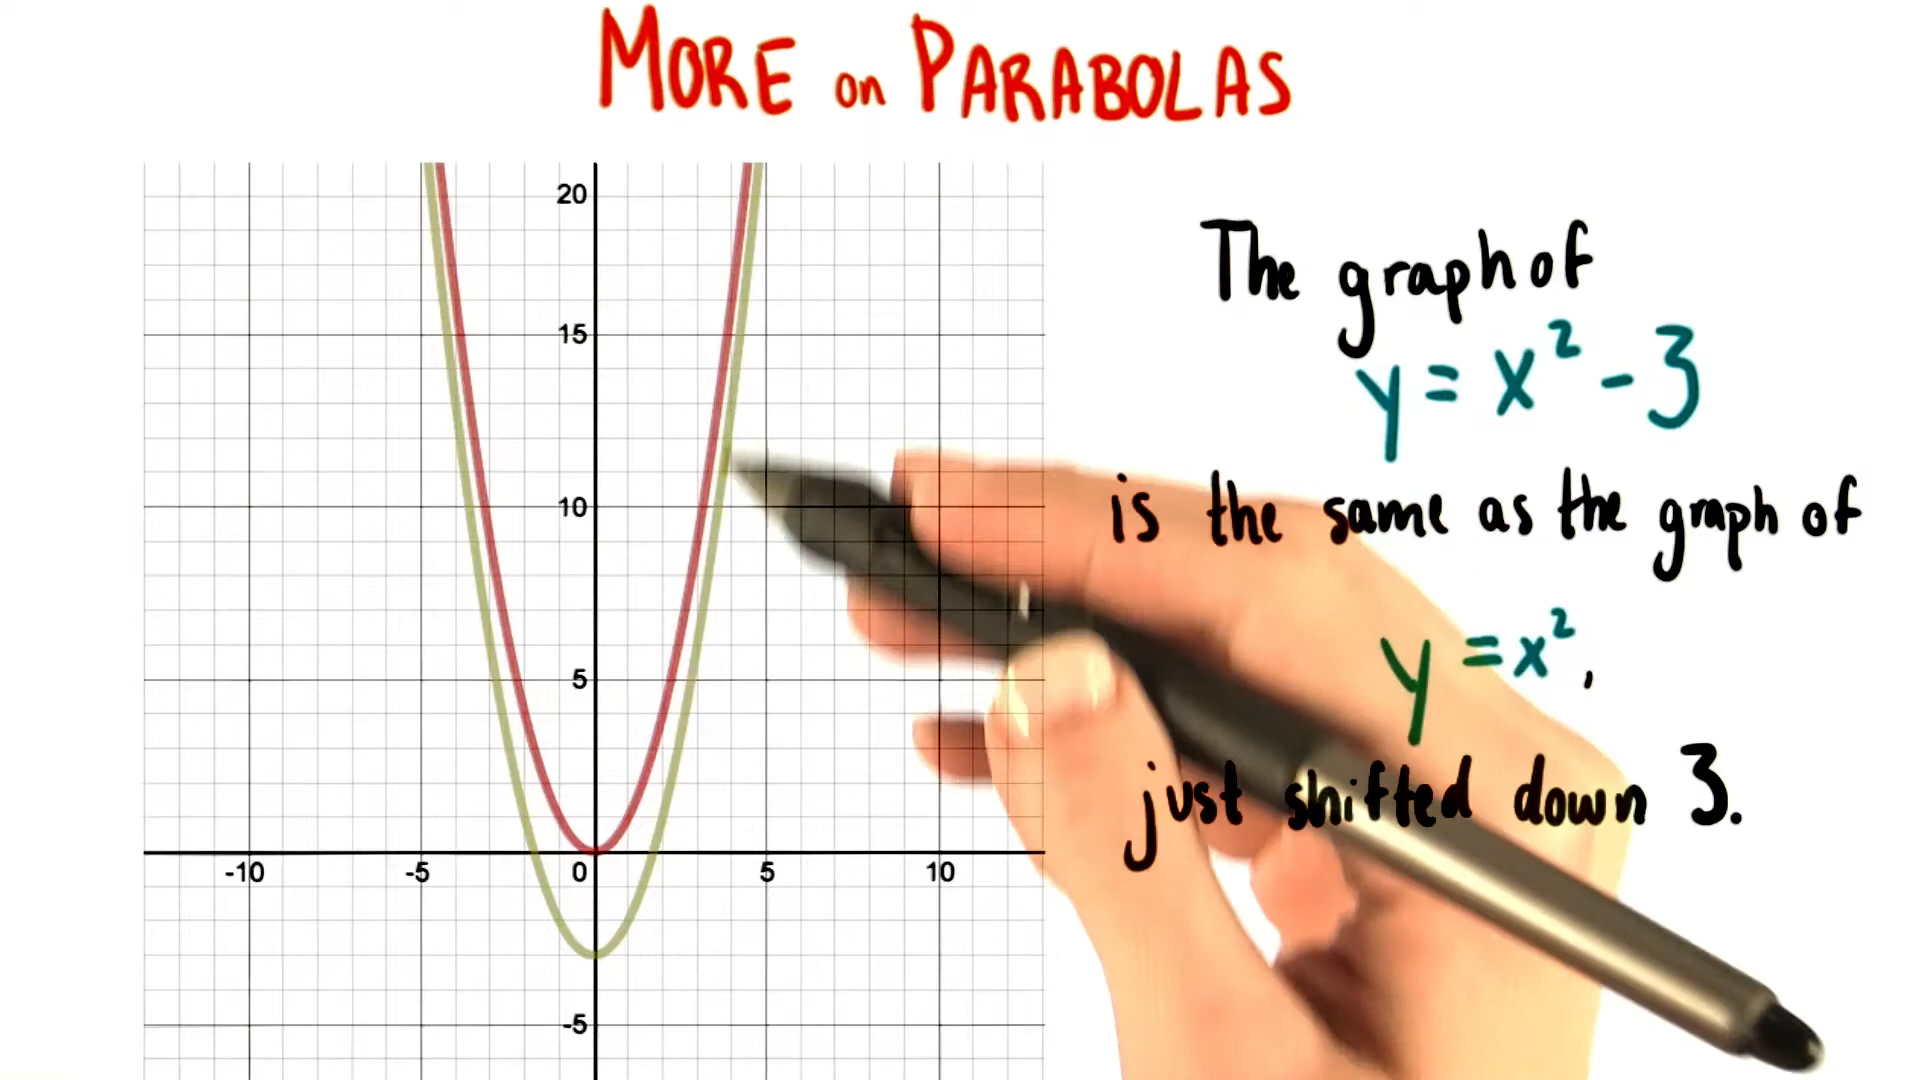 MORE on PARABOLAS
20
15
10
5
-10 -5 0 5 10
-5
The graph of
y = x² - 3
is the same as the graph of
y = x²,
just shifted down 3.